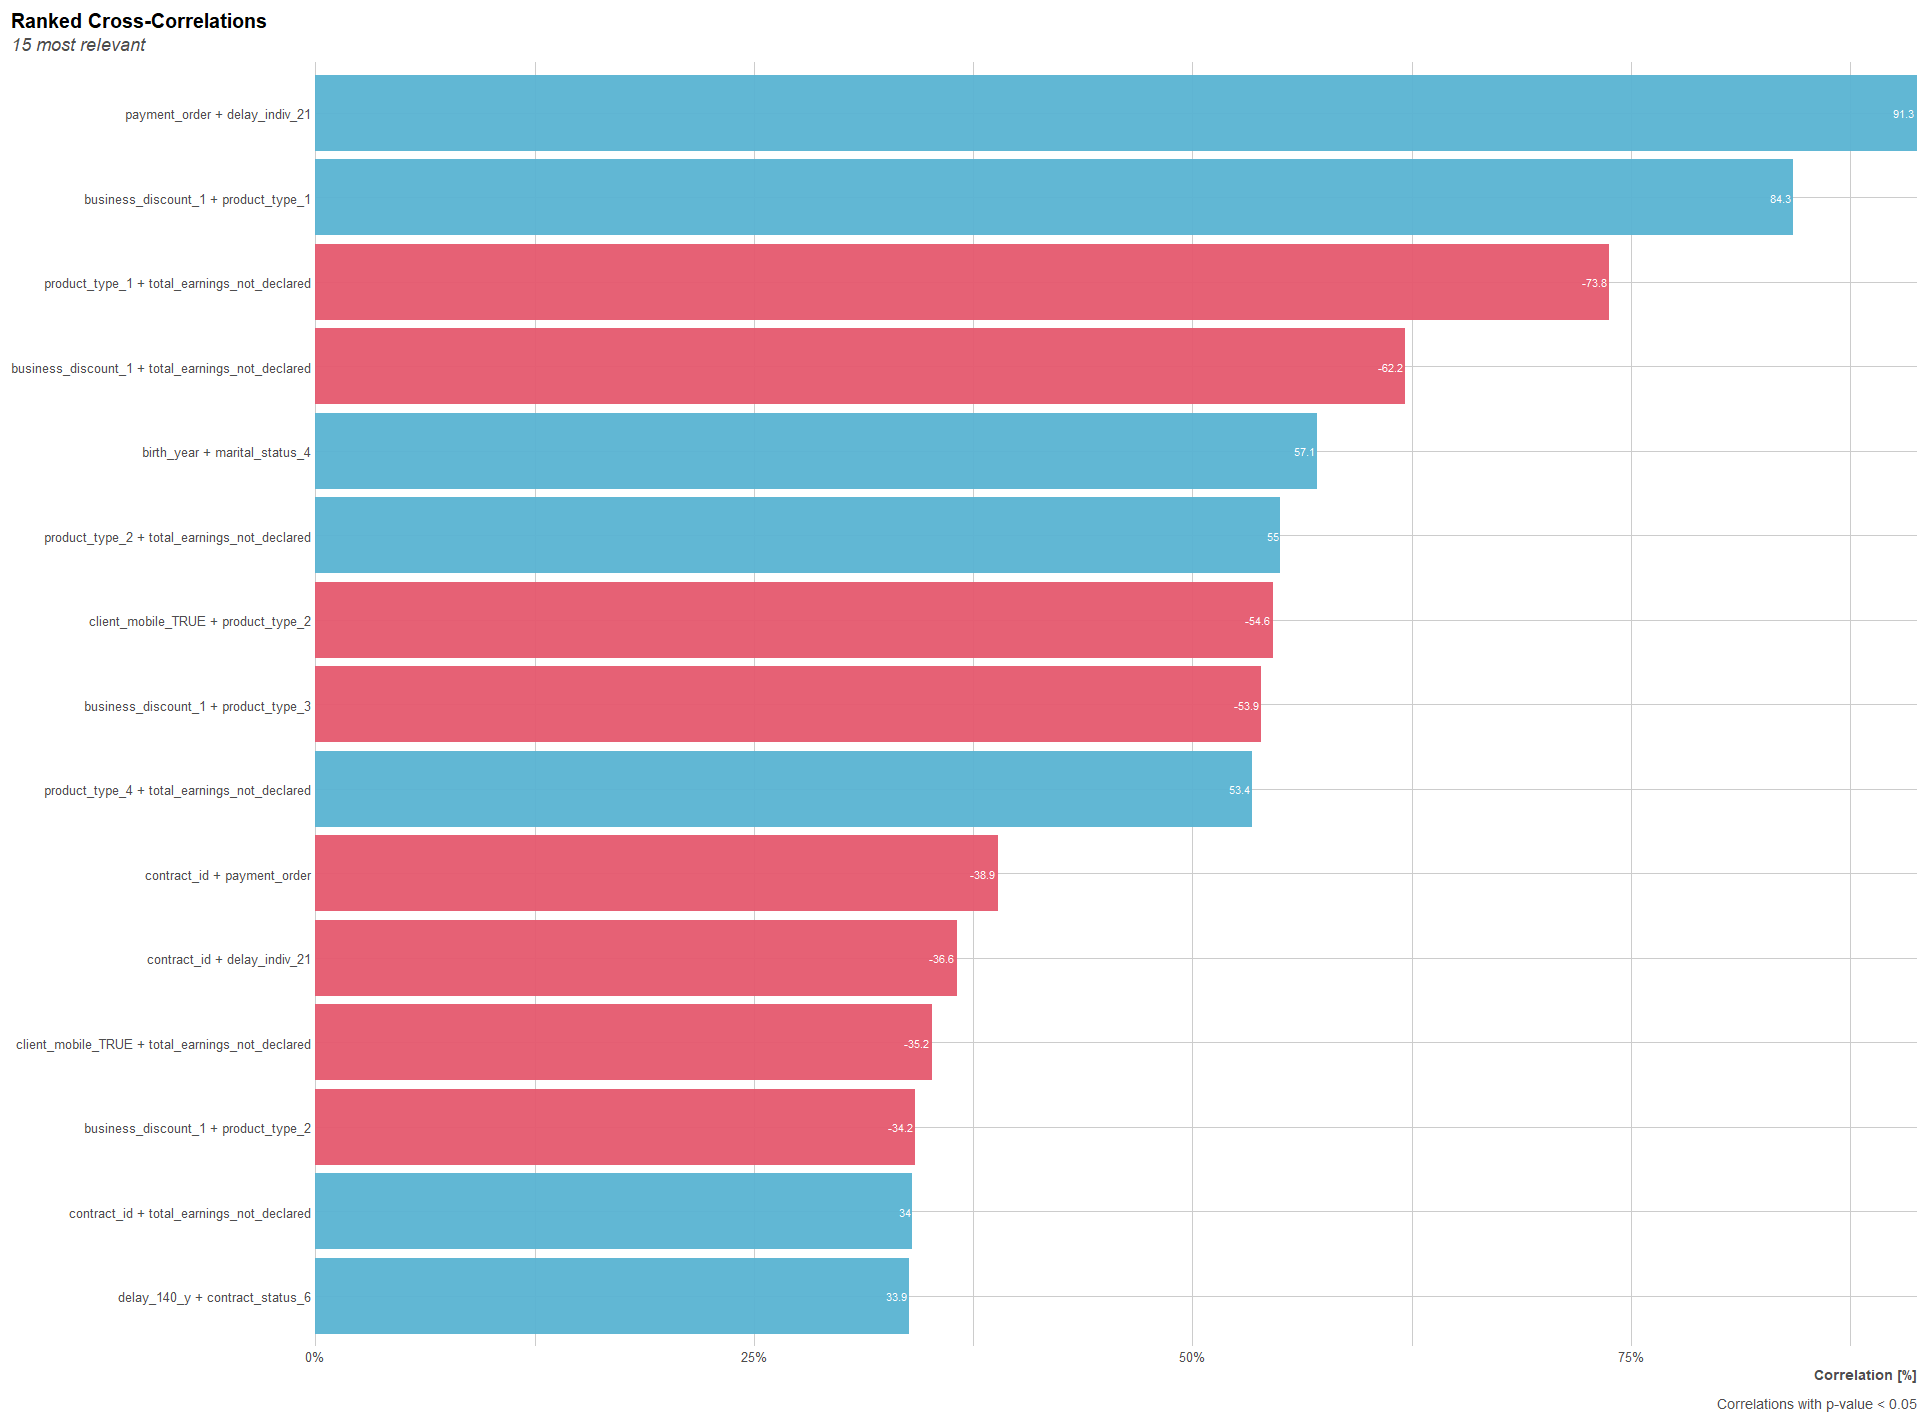 Ranked Cross-Correlations
15 most relevant
payment_order + delay_indiv_21
91.3
business_discount_1 + product_type_1
84.3
product_type_1 + total_earnings_not_declared
-73.8
business_discount_1 + total_earnings_not_declared
-62.2
birth_year + marital_status_4
57.1
product_type_2 + total_earnings_not_declared
55
client_mobile_TRUE + product_type_2
-54.6
business_discount_1 + product_type_3
-53.9
product_type_4 + total_earnings_not_declared
53.4
contract_id + payment_order
-38.9
contract_id + delay_indiv_21
-36.6
client_mobile_TRUE + total_earnings_not_declared
-35.2
business_discount_1 + product_type_2
-34.2
contract_id + total_earnings_not_declared
34
delay_140_y + contract_status_6
33.9
0% 25% 50% 75%
Correlation [%]
Correlations with p-value < 0.05